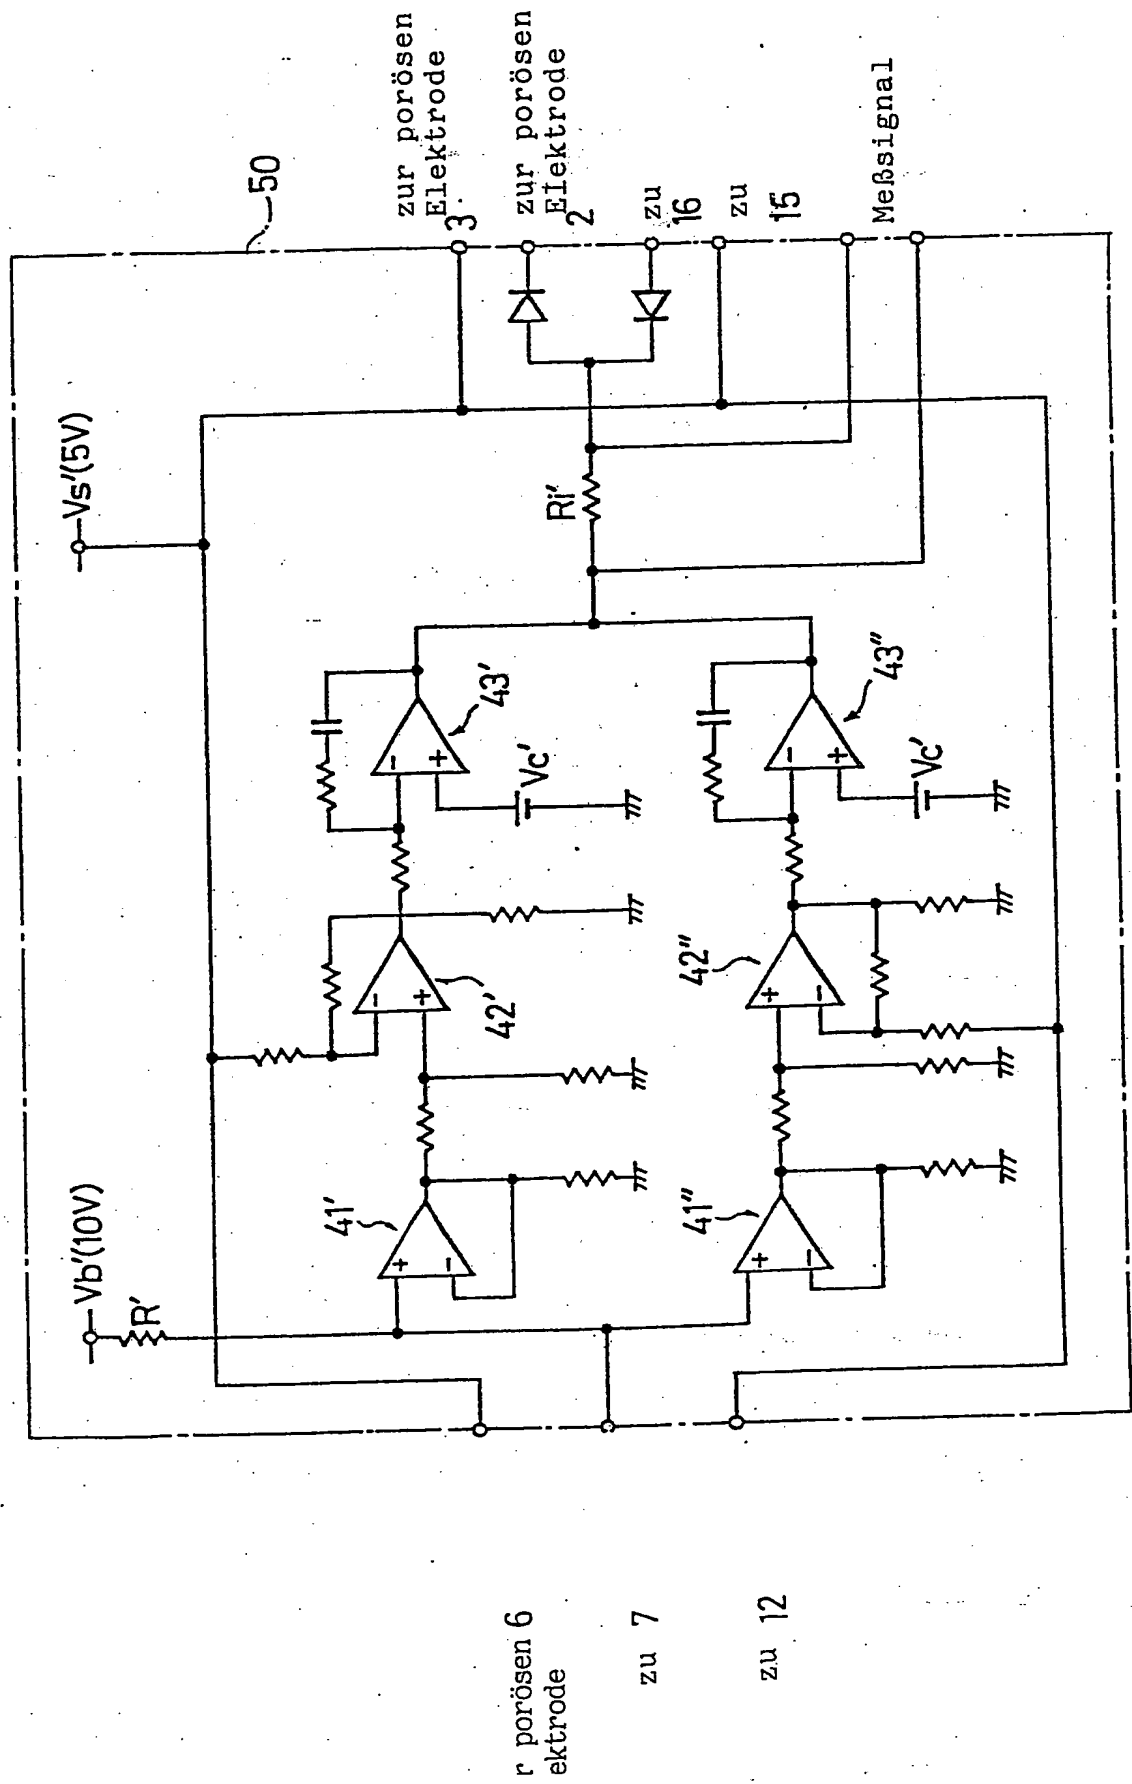 50
Vs'(5V)
Vb'(10V)
R'
zur porösen
Elektrode
3
zur porösen
Elektrode
2
zu
16
zu
15
Meßsignal
Ri'
43'
Vc'
42'
41'
43"
Vc'
42"
41"
r porösen 6
ektrode
zu 7
zu 12